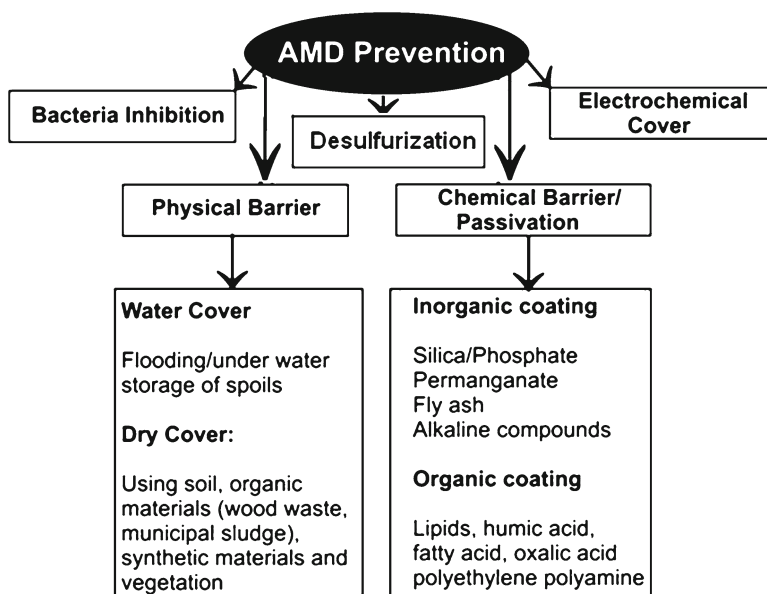 AMD Prevention
Bacteria Inhibition
Desulfurization
Electrochemical
Cover
Physical Barrier
Chemical Barrier/
Passivation
Water Cover
Flooding/under water
storage of spoils
Dry Cover:
Using soil, organic
materials (wood waste,
municipal sludge),
synthetic materials and
vegetation
Inorganic coating
Silica/Phosphate
Permanganate
Fly ash
Alkaline compounds
Organic coating
Lipids, humic acid,
fatty acid, oxalic acid
polyethylene polyamine